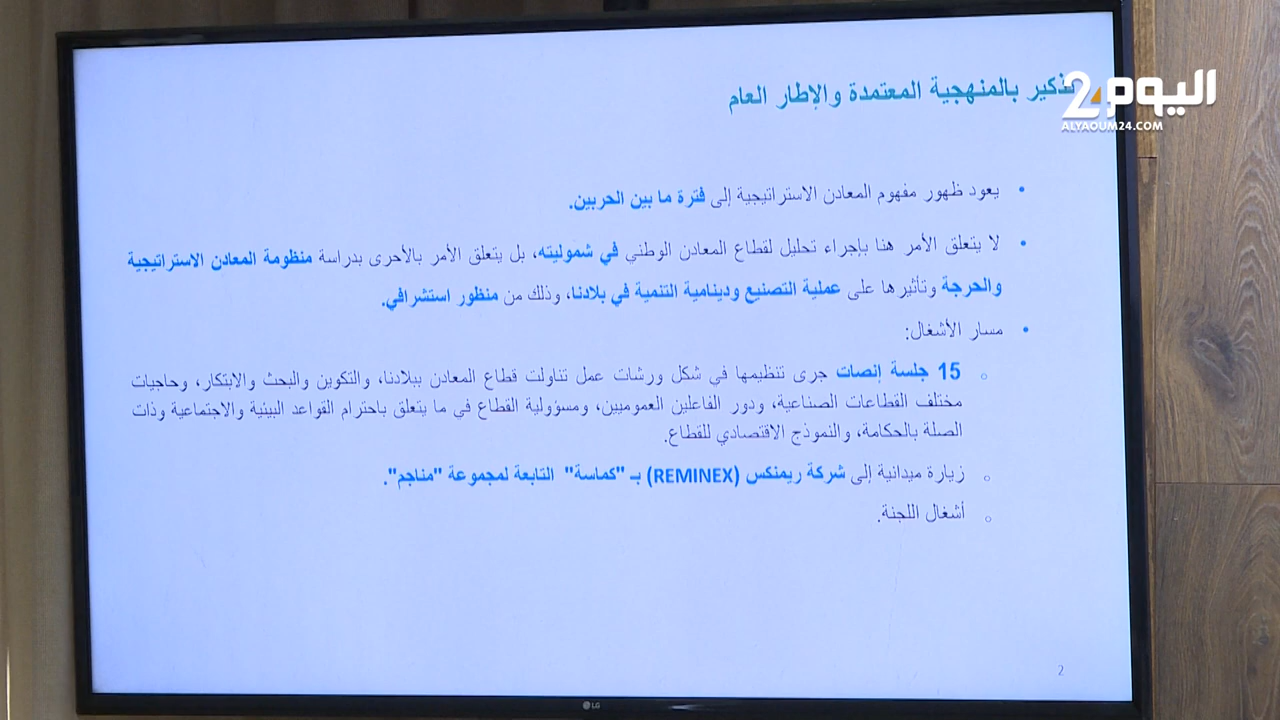 اليوم 24
ALYAOUM24.COM
بالمنهجية المعتمدة والإطار العام
• يعود ظهور مفهوم المعادن الاستراتيجية إلى فترة ما بين الحربين.
• لا يتعلق الأمر هنا بإجراء تحليل لقطاع المعادن الوطني في شموليته، بل يتعلق الأمر بالأحرى بدراسة منظومة المعادن الاستراتيجية
والحرجة وتأثيرها على عملية التصنيع ودينامية التنمية في بلادنا، وذلك من منظور استشرافي.
• مسار الأشغال:
○ 15 جلسة إنصات جرى تنظيمها في شكل ورشات عمل تناولت قطاع المعادن ببلادنا، والتكوين والبحث والابتكار، وحاجيات
مختلف القطاعات الصناعية، ودور الفاعلين العموميين، ومسؤولية القطاع في ما يتعلق باحترام القواعد البيئية والاجتماعية وذات
الصلة بالحكامة، والنموذج الاقتصادي للقطاع.
○ زيارة ميدانية إلى شركة ريمنكس (REMINEX) بـ "كماسة" التابعة لمجموعة "مناجم".
○ أشغال اللجنة.
2
LG